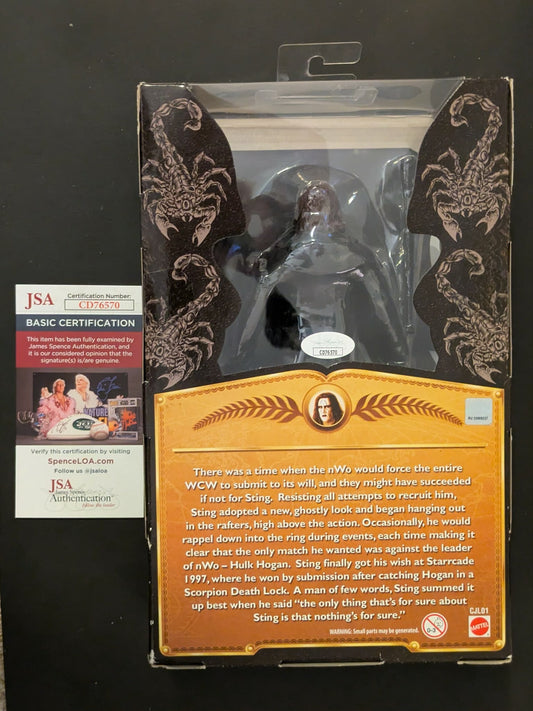 JSA
Certification Number:
CD76570
BASIC CERTIFICATION
This item has been fully examined by
James Spence Authentication, and
it is our considered opinion that the
signature(s) is/are genuine.
Verify this certification by visiting
SpenceLOA.com
Follow us @jsaloa
JSA
James Spence
Authentication
CD76570
There was a time when the nWo would force the entire
WCW to submit to its will, and they might have succeeded
if not for Sting. Resisting all attempts to recruit him,
Sting adopted a new, ghostly look and began hanging out
in the rafters, high above the action. Occasionally, he would
rappel down into the ring during events, each time making it
clear that the only match he wanted was against the leader
of nWo – Hulk Hogan. Sting finally got his wish at Starrcade
1997, where he won by submission after catching Hogan in a
Scorpion Death Lock. A man of few words, Sting summed it
up best when he said “the only thing that’s for sure about
Sting is that nothing’s for sure.”
WARNING: Small parts may be generated.
0-3
CJL01
MATTEL